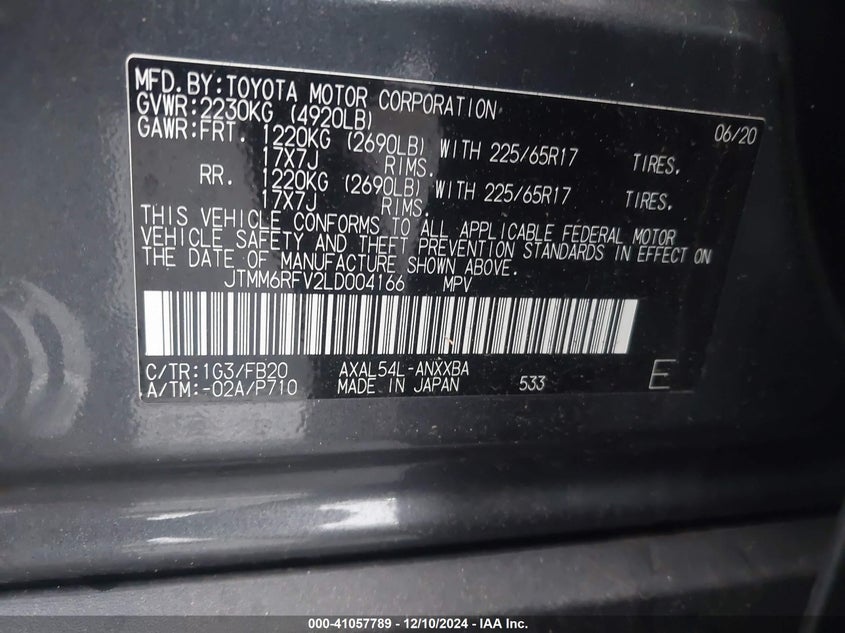 MFD. BY: TOYOTA MOTOR CORPORATION 06/20
GVWR: 2230KG (4920LB)
GAWR: FRT. 1220KG (2690LB) WITH 225/65R17 TIRES.
17X7J RIMS.
RR. 1220KG (2690LB) WITH 225/65R17 TIRES.
17X7J RIMS.
THIS VEHICLE CONFORMS TO ALL APPLICABLE FEDERAL MOTOR
VEHICLE SAFETY AND THEFT PREVENTION STANDARDS IN EFFECT ON
THE DATE OF MANUFACTURE SHOWN ABOVE.
JTMM6RFV2LD004166 MPV
C/TR: 1G3/FB20 AXAL54L-ANXXBA
A/TM: -02A/P710 MADE IN JAPAN 533 E
000-41057789 - 12/10/2024 - IAA Inc.